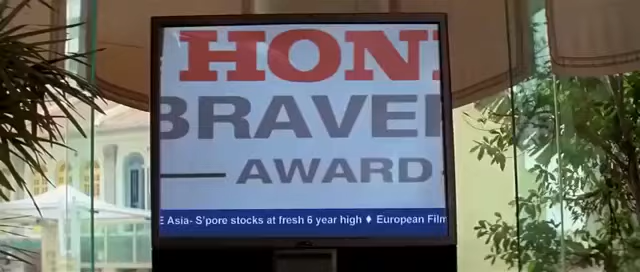 HON
BRAVE
AWARD
E Asia- S'pore stocks at fresh 6 year high ♦ European Film